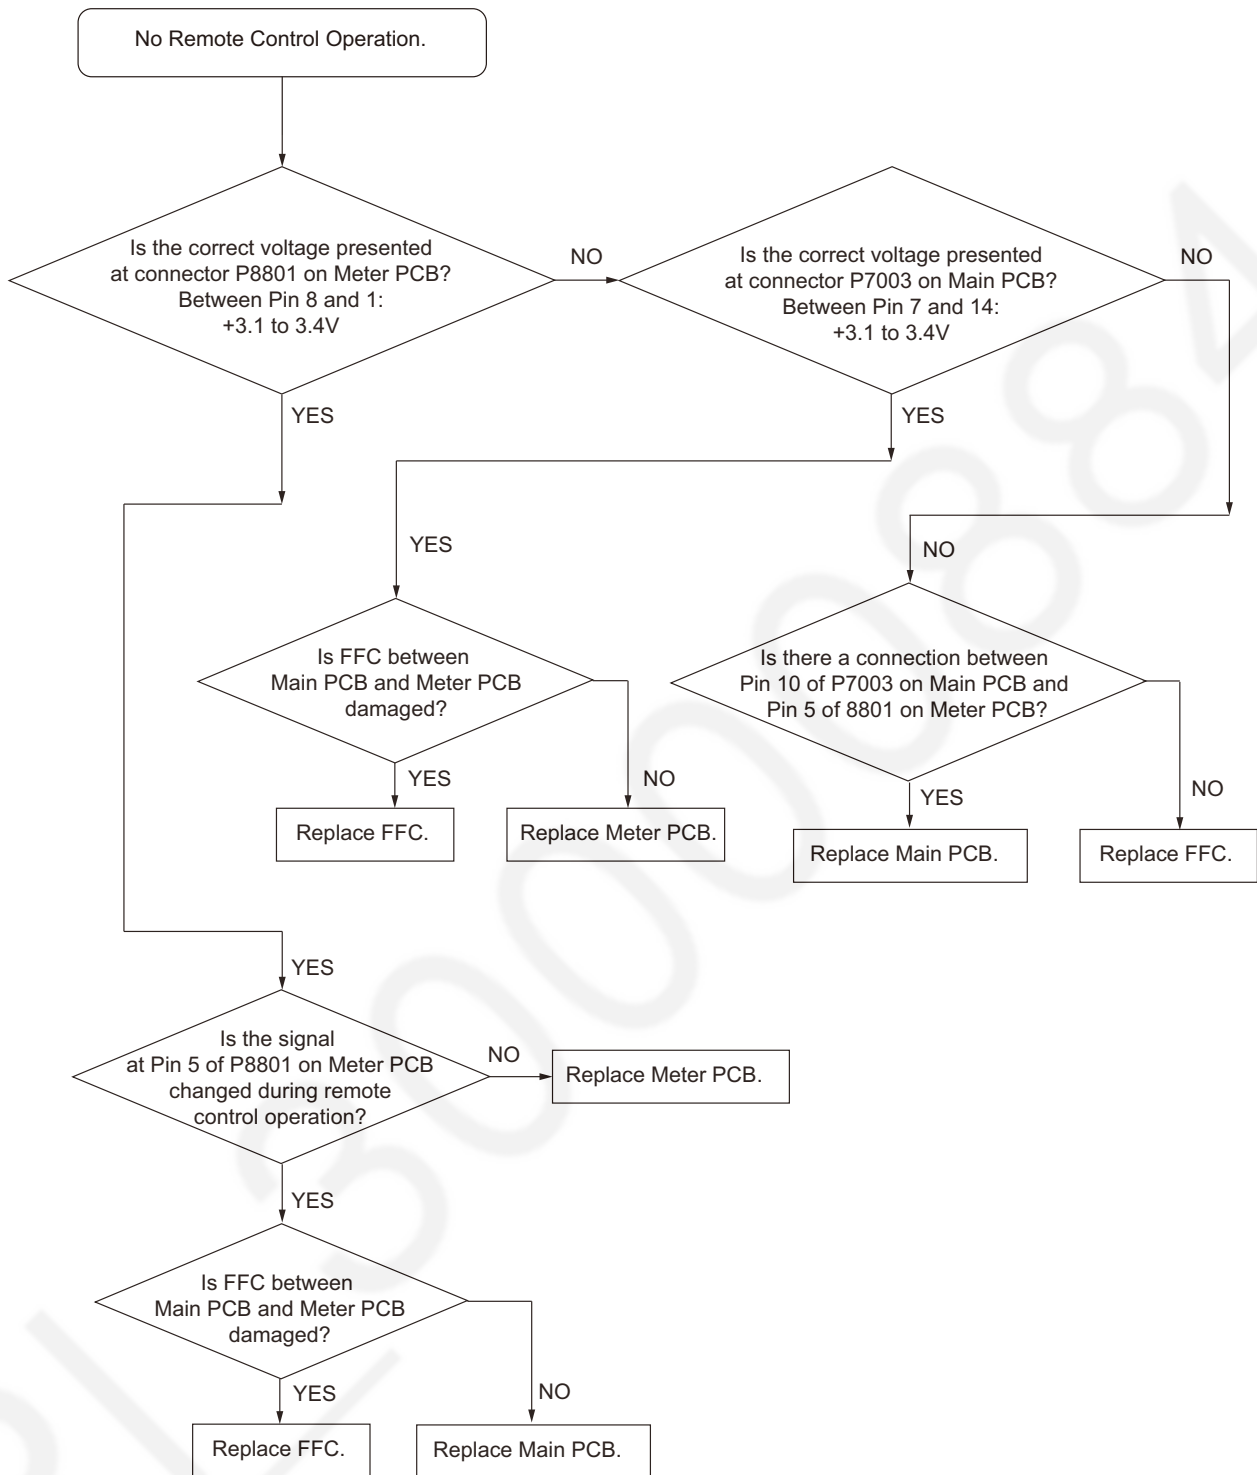 No Remote Control Operation.
Is the correct voltage presented
at connector P8801 on Meter PCB?
Between Pin 8 and 1:
+3.1 to 3.4V
NO
Is the correct voltage presented
at connector P7003 on Main PCB?
Between Pin 7 and 14:
+3.1 to 3.4V
NO
YES
YES
YES
NO
Is FFC between
Main PCB and Meter PCB
damaged?
Is there a connection between
Pin 10 of P7003 on Main PCB and
Pin 5 of 8801 on Meter PCB?
YES
NO
YES
NO
Replace FFC.
Replace Meter PCB.
Replace Main PCB.
Replace FFC.
YES
Is the signal
at Pin 5 of P8801 on Meter PCB
changed during remote
control operation?
NO
Replace Meter PCB.
YES
Is FFC between
Main PCB and Meter PCB
damaged?
YES
NO
Replace FFC.
Replace Main PCB.